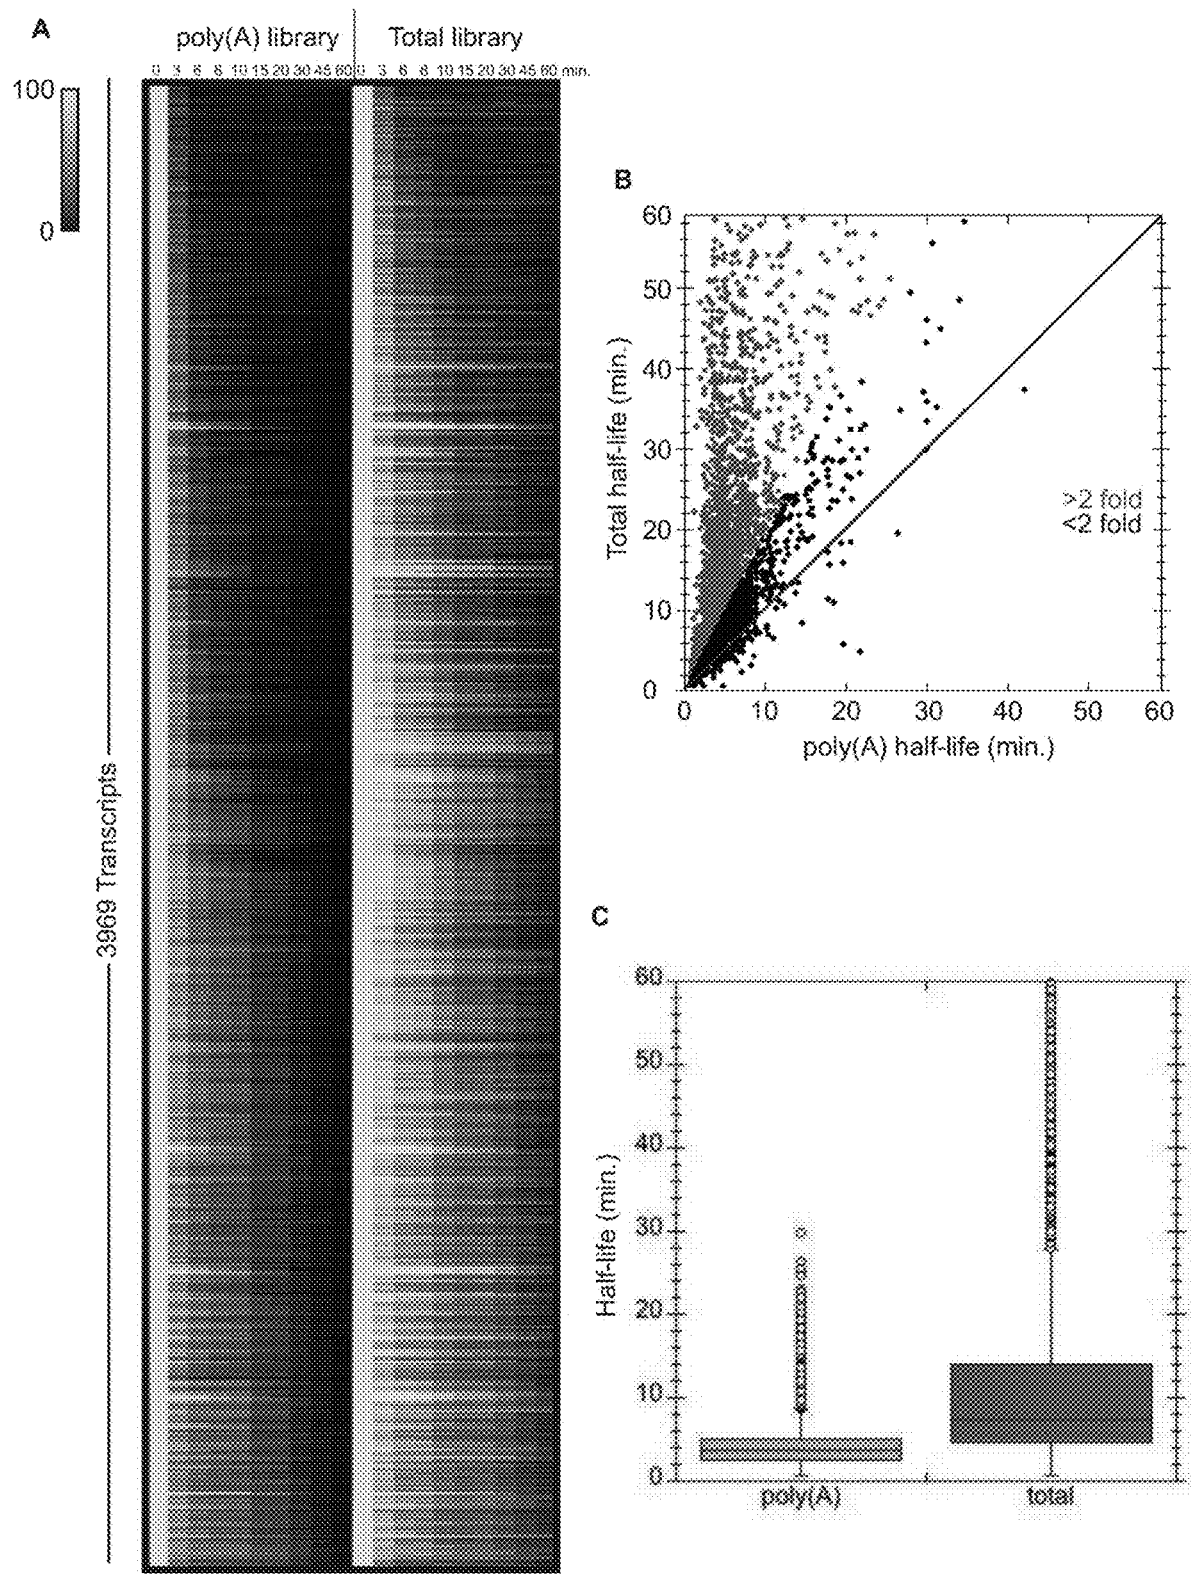 A
poly(A) library
Total library
0 3 6 8 10 15 20 30 45 60 0 3 6 8 10 15 20 30 45 60 min.
100
0
3969 Transcripts
B
60
50
40
30
20
10
0
Total half-life (min.)
>2 fold
<2 fold
0 10 20 30 40 50 60
poly(A) half-life (min.)
C
60
50
40
30
20
10
0
Half-life (min.)
poly(A)
total